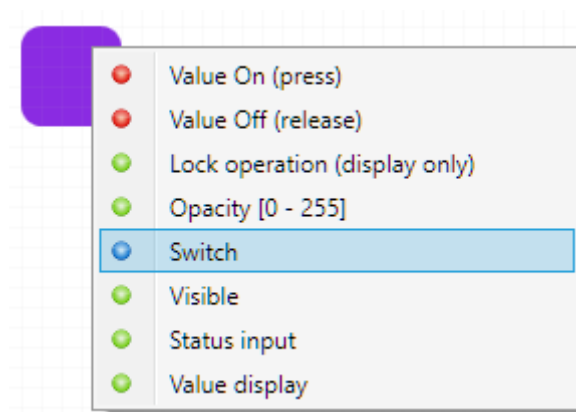 Value On (press)
Value Off (release)
Lock operation (display only)
Opacity [0 - 255]
Switch
Visible
Status input
Value display